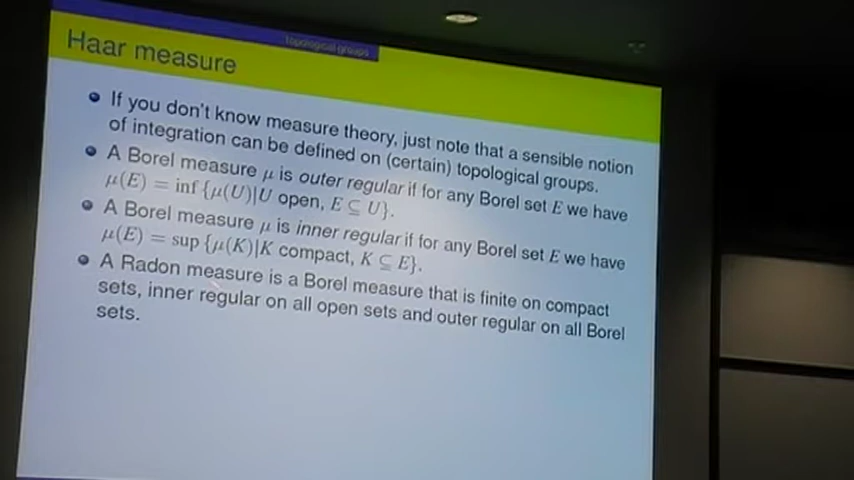 topological groups
Haar measure
If you don't know measure theory, just note that a sensible notion
of integration can be defined on (certain) topological groups.
A Borel measure μ is outer regular if for any Borel set E we have
μ(E) = inf {μ(U)|U open, E ⊆ U}.
A Borel measure μ is inner regular if for any Borel set E we have
μ(E) = sup {μ(K)|K compact, K ⊆ E}.
A Radon measure is a Borel measure that is finite on compact
sets, inner regular on all open sets and outer regular on all Borel
sets.